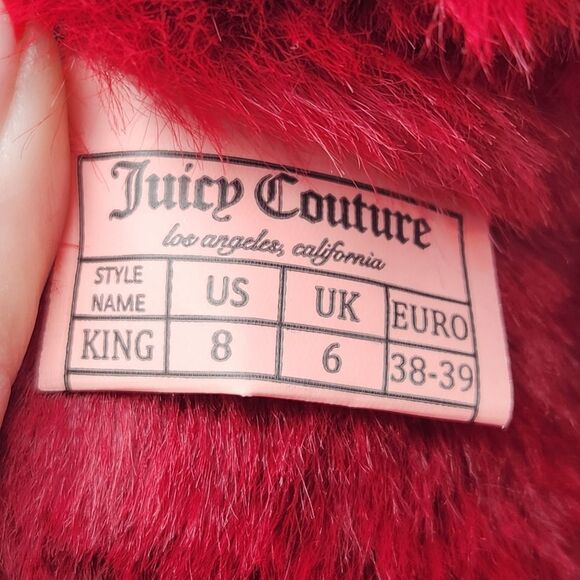 Juicy Couture
los angeles, california
STYLE NAME US UK EURO
KING 8 6 38-39